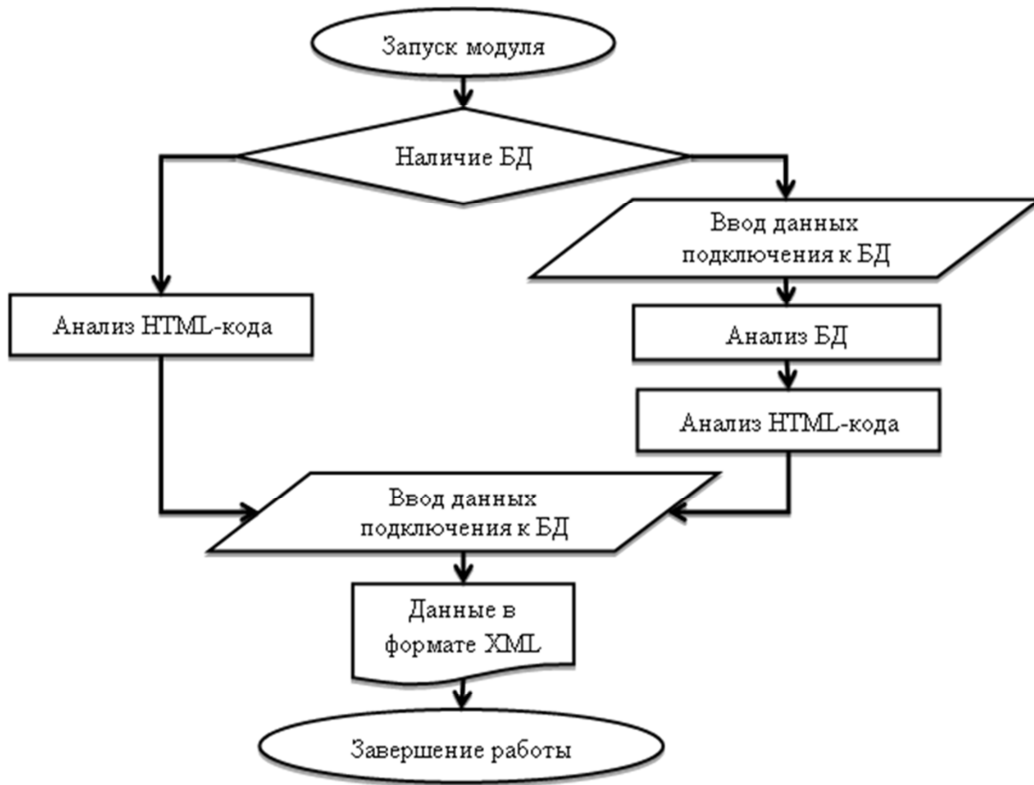 Запуск модуля
Наличие БД
Ввод данных
подключения к БД
Анализ HTML-кода
Анализ БД
Анализ HTML-кода
Ввод данных
подключения к БД
Данные в
формате XML
Завершение работы